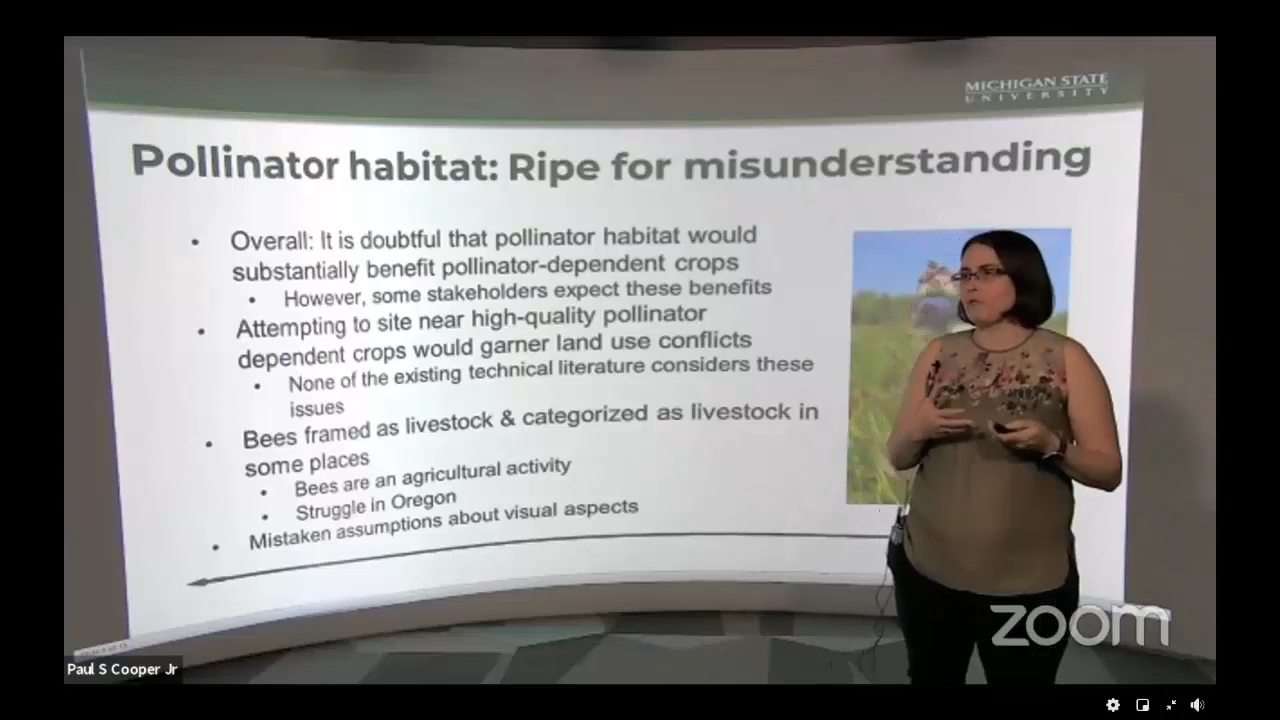 MICHIGAN STATE
UNIVERSITY
Pollinator habitat: Ripe for misunderstanding
• Overall: It is doubtful that pollinator habitat would
substantially benefit pollinator-dependent crops
• However, some stakeholders expect these benefits
• Attempting to site near high-quality pollinator
dependent crops would garner land use conflicts
• None of the existing technical literature considers these
issues
• Bees framed as livestock & categorized as livestock in
some places
• Bees are an agricultural activity
• Struggle in Oregon
• Mistaken assumptions about visual aspects
zoom
Paul S Cooper Jr